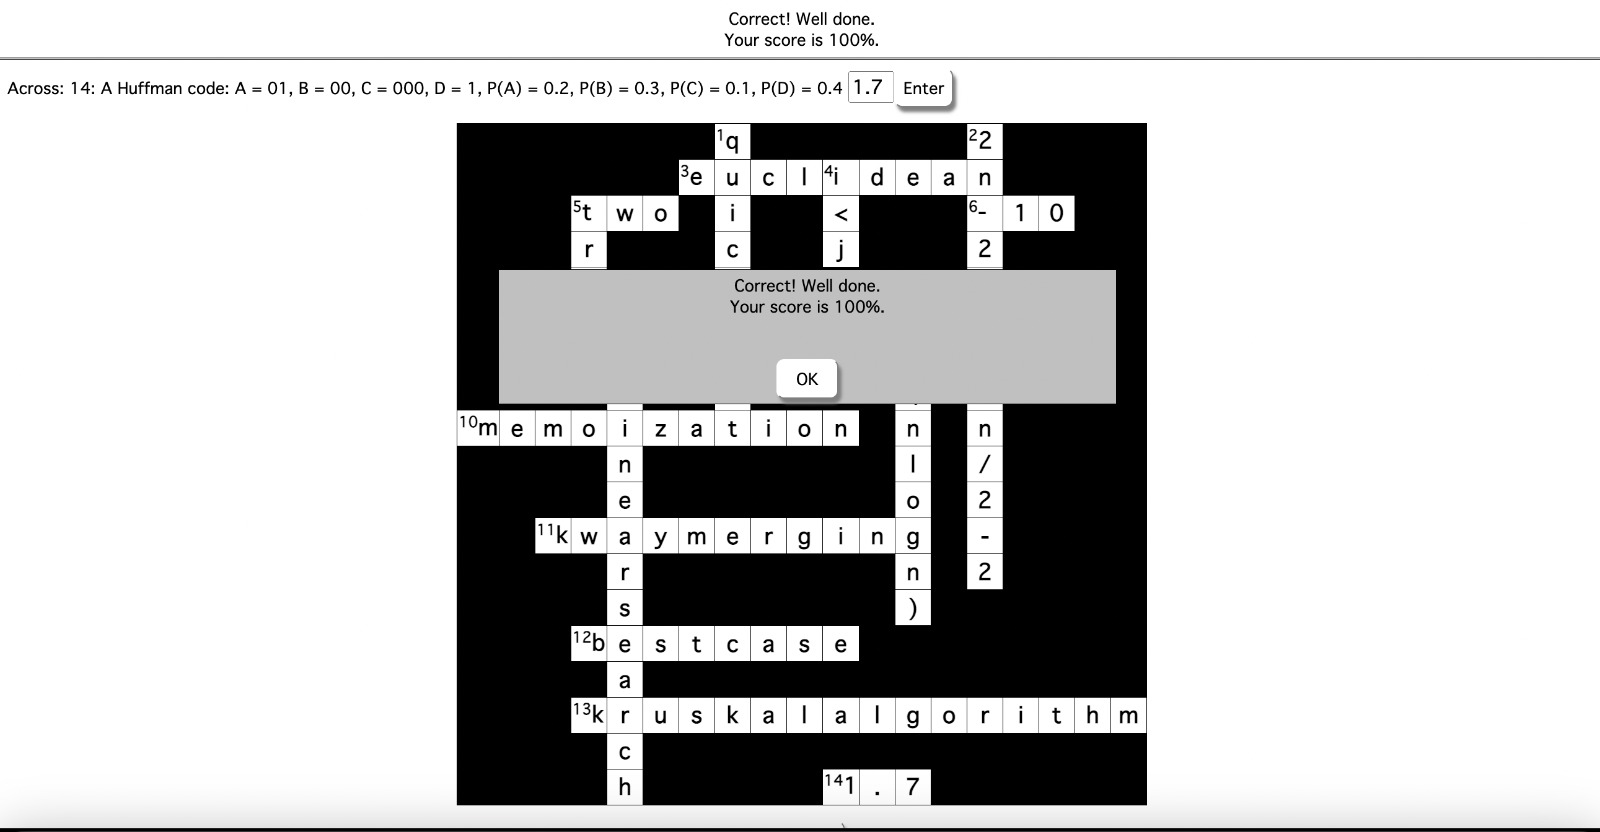 Correct! Well done.
Your score is 100%.
Across: 14: A Huffman code: A = 01, B = 00, C = 000, D = 1, P(A) = 0.2, P(B) = 0.3, P(C) = 0.1, P(D) = 0.4 1.7 Enter
1q 22
3e u c l 4i d e a n
5t w o i < 6- 1 0
r c j 2
Correct! Well done.
Your score is 100%.
OK
10m e m o i z a t i o n n n
n l /
e o 2
11k w a y m e r g i n g -
r n 2
s )
12b e s t c a s e
a
13k r u s k a l a l g o r i t h m
c
h 141 . 7